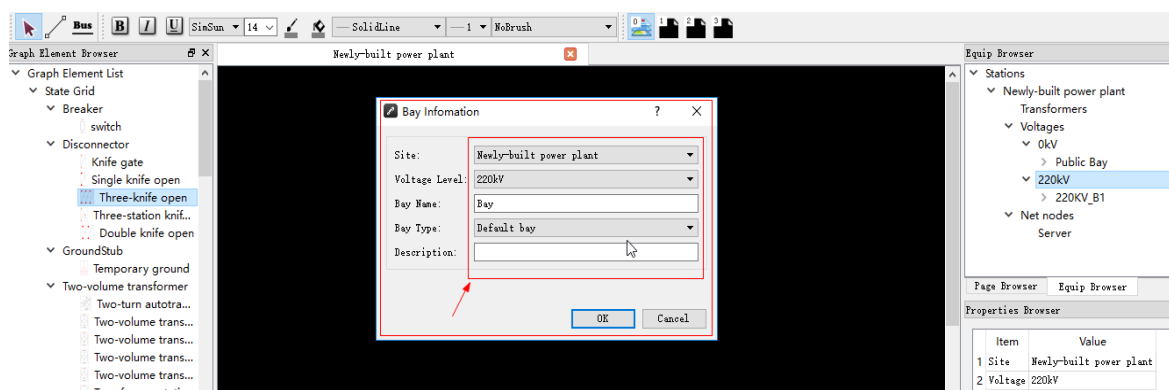 Bus B I U SimSun 14 SolidLine 1 NoBrush 0 1 2 3
Graph Element Browser
Graph Element List
State Grid
Breaker
switch
Disconnector
Knife gate
Single knife open
Three-knife open
Three-station knif...
Double knife open
GroundStub
Temporary ground
Two-volume transformer
Two-turn autotra...
Two-volume trans...
Two-volume trans...
Two-volume trans...
Two-volume trans...
Newly-built power plant
Bay Infomation ?
Site: Newly-built power plant
Voltage Level: 220kV
Bay Name: Bay
Bay Type: Default bay
Description:
OK Cancel
Equip Browser
Stations
Newly-built power plant
Transformers
Voltages
0kV
Public Bay
220kV
220KV_B1
Net nodes
Server
Page Browser Equip Browser
Properties Browser
Item Value
1 Site Newly-built power plant
2 Voltage 220kV